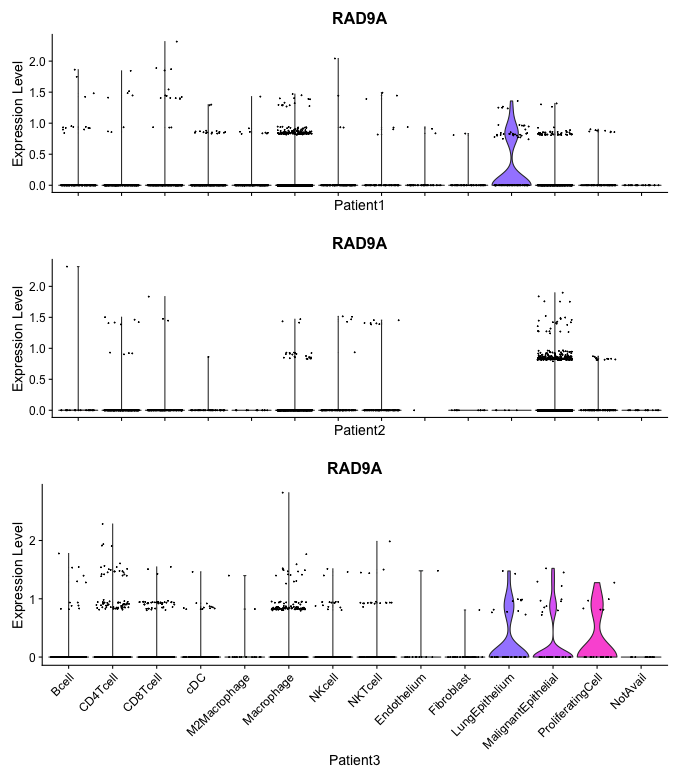 RAD9A
Expression Level
2.0
1.5
1.0
0.5
0.0
Patient1
RAD9A
Expression Level
2.0
1.5
1.0
0.5
0.0
Patient2
RAD9A
Expression Level
2
1
0
Bcell
CD4Tcell
CD8Tcell
cDC
M2Macrophage
Macrophage
NKcell
NKTcell
Endothelium
Fibroblast
LungEpithelium
MalignantEpithelial
ProliferatingCell
NotAvail
Patient3